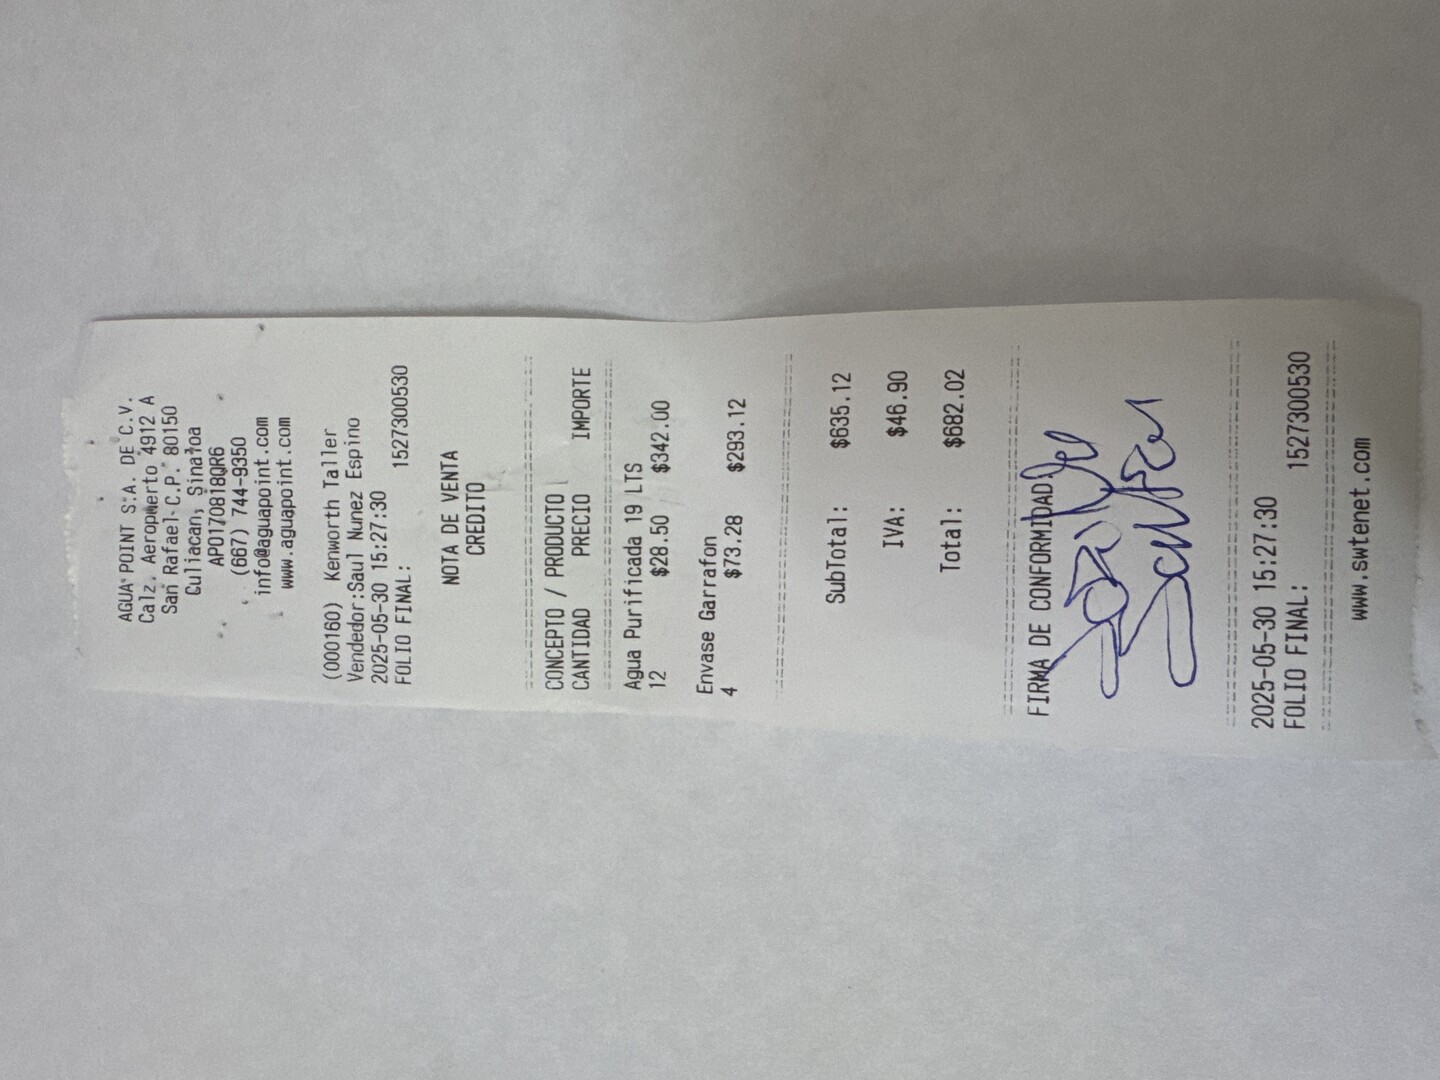 AGUA POINT S.A. DE C.V.
Calz. Aeropuerto 4912 A
San Rafael C.P. 80150
Culiacan, Sinaloa
APO170818QR6
(667) 744-9350
info@aguapoint.com
www.aguapoint.com
(000160) Kenworth Taller
Vendedor:Saul Nunez Espino
2025-05-30 15:27:30
FOLIO FINAL: 1527300530
NOTA DE VENTA
CREDITO
CONCEPTO / PRODUCTO
CANTIDAD PRECIO IMPORTE
Agua Purificada 19 LTS
12 $28.50 $342.00
Envase Garrafon
4 $73.28 $293.12
SubTotal: $635.12
IVA: $46.90
Total: $682.02
FIRMA DE CONFORMIDAD:
2025-05-30 15:27:30
FOLIO FINAL: 1527300530
www.swtenet.com